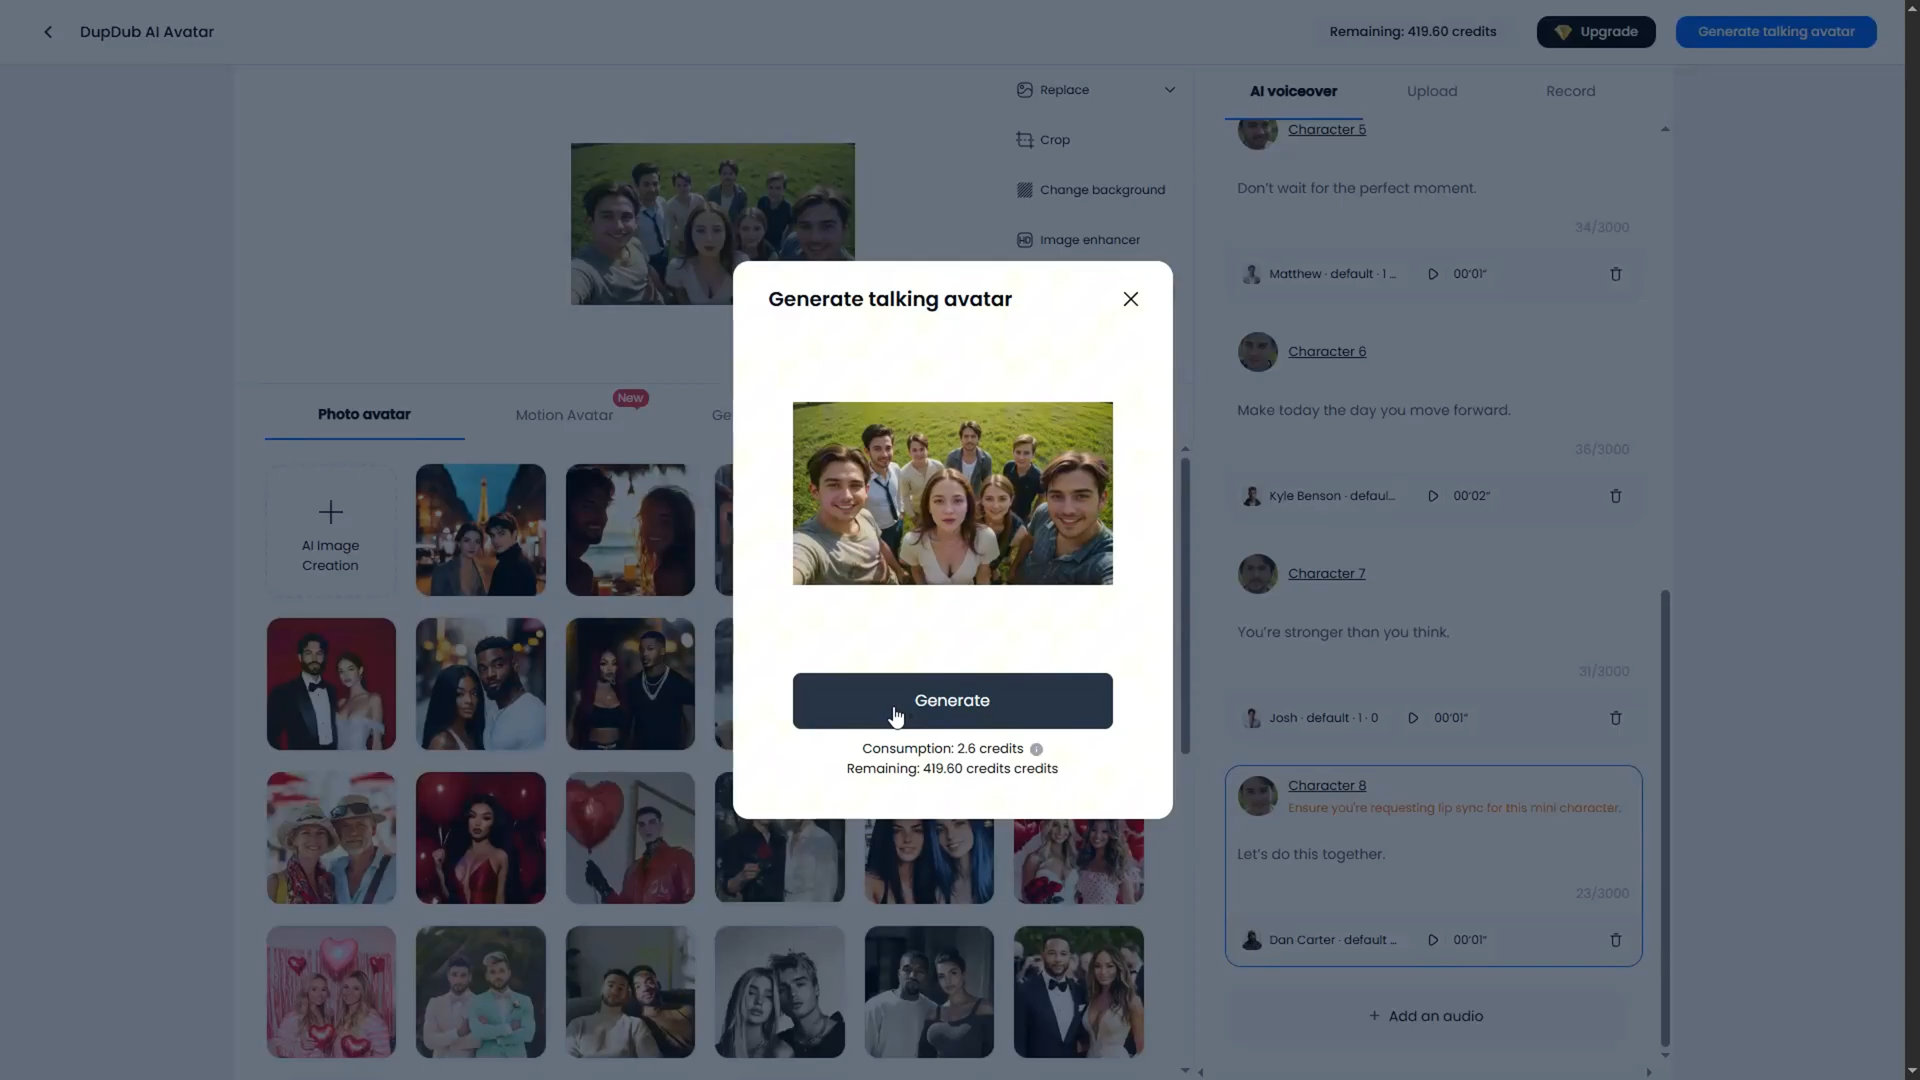 DupDub AI Avatar
Remaining: 419.60 credits
Upgrade
Generate talking avatar
Replace
Crop
Change background
HD
Image enhancer
AI voiceover
Upload
Record
Character 5
Don't wait for the perfect moment.
34/3000
Matthew · default · 1 ...
00'01"
Character 6
Make today the day you move forward.
36/3000
Kyle Benson · defaul...
00'02"
Character 7
You're stronger than you think.
31/3000
Josh · default · 1 · 0
00'01"
Character 8
Ensure you're requesting lip sync for this mini character.
Let's do this together.
23/3000
Dan Carter · default ...
00'01"
+ Add an audio
Photo avatar
Motion Avatar
New
Ge
AI Image
Creation
Generate talking avatar
Generate
Consumption: 2.6 credits
Remaining: 419.60 credits credits